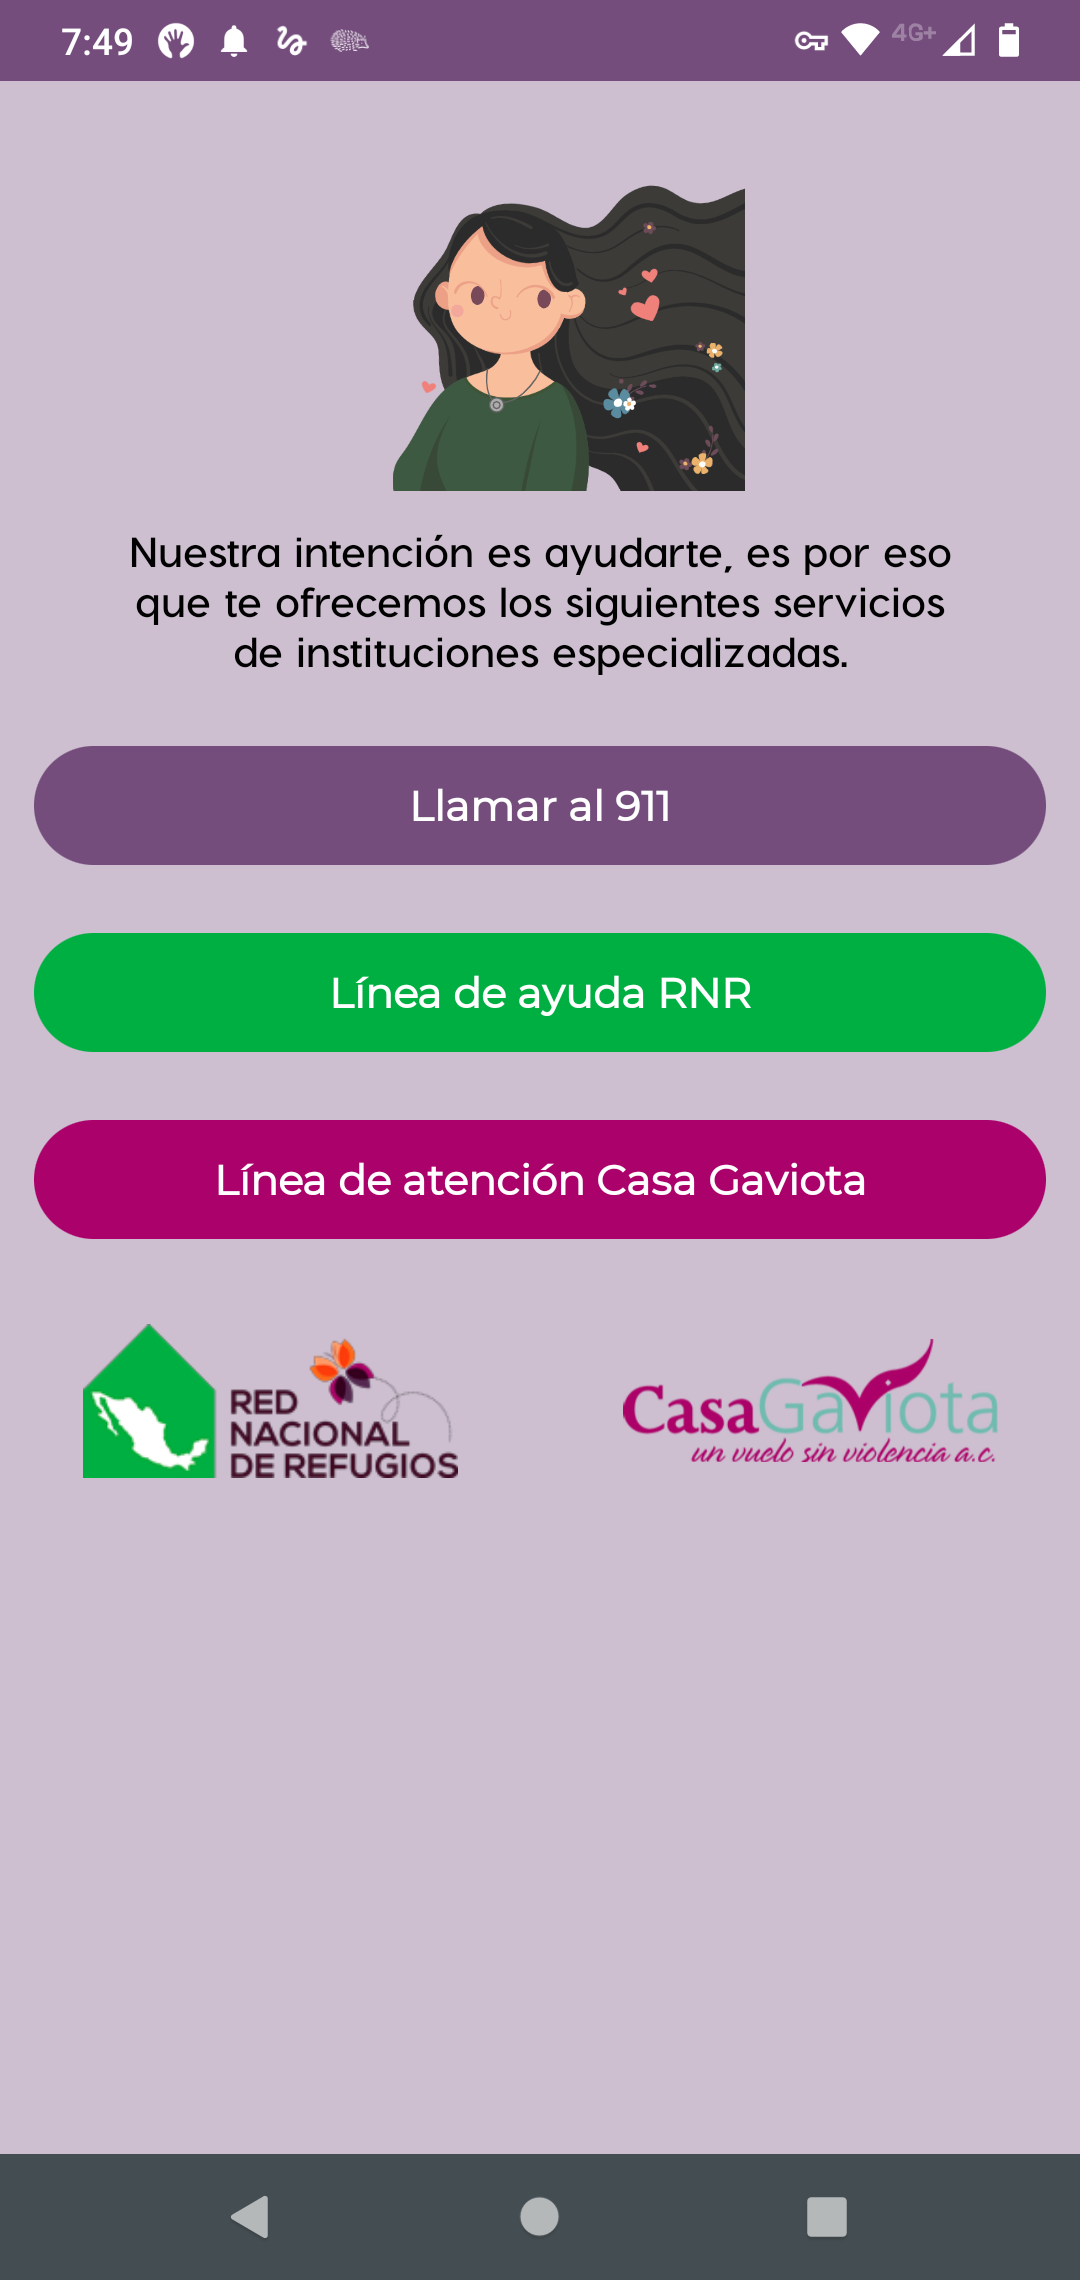 7:49
4G+
Nuestra intención es ayudarte, es por eso
que te ofrecemos los siguientes servicios
de instituciones especializadas.
Llamar al 911
Línea de ayuda RNR
Línea de atención Casa Gaviota
RED
NACIONAL
DE REFUGIOS
CasaGaviota
un vuelo sin violencia a.c.